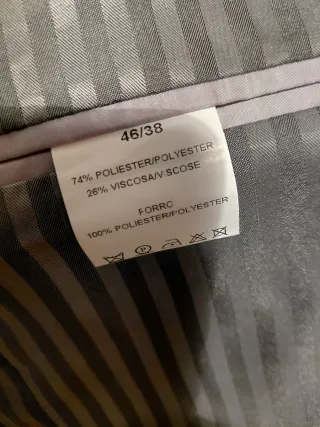 46/38
74% POLIESTER/POLYESTER
26% VISCOSA/VISCOSE
FORRO
100% POLIESTER/POLYESTER